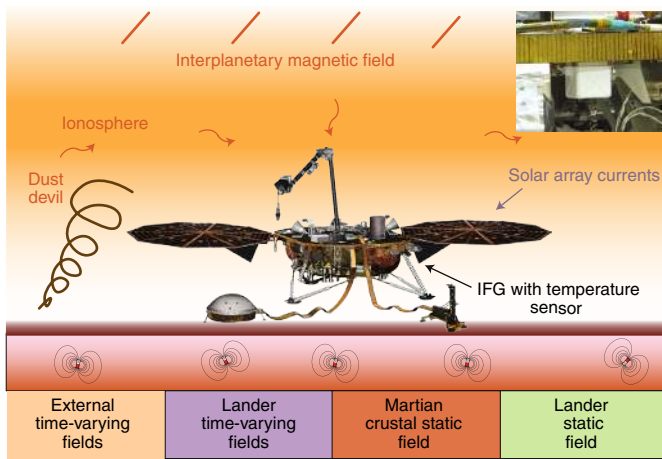 Interplanetary magnetic field
Ionosphere
Dust
devil
Solar array currents
IFG with temperature
sensor
External
time-varying
fields
Lander
time-varying
fields
Martian
crustal static
field
Lander
static
field